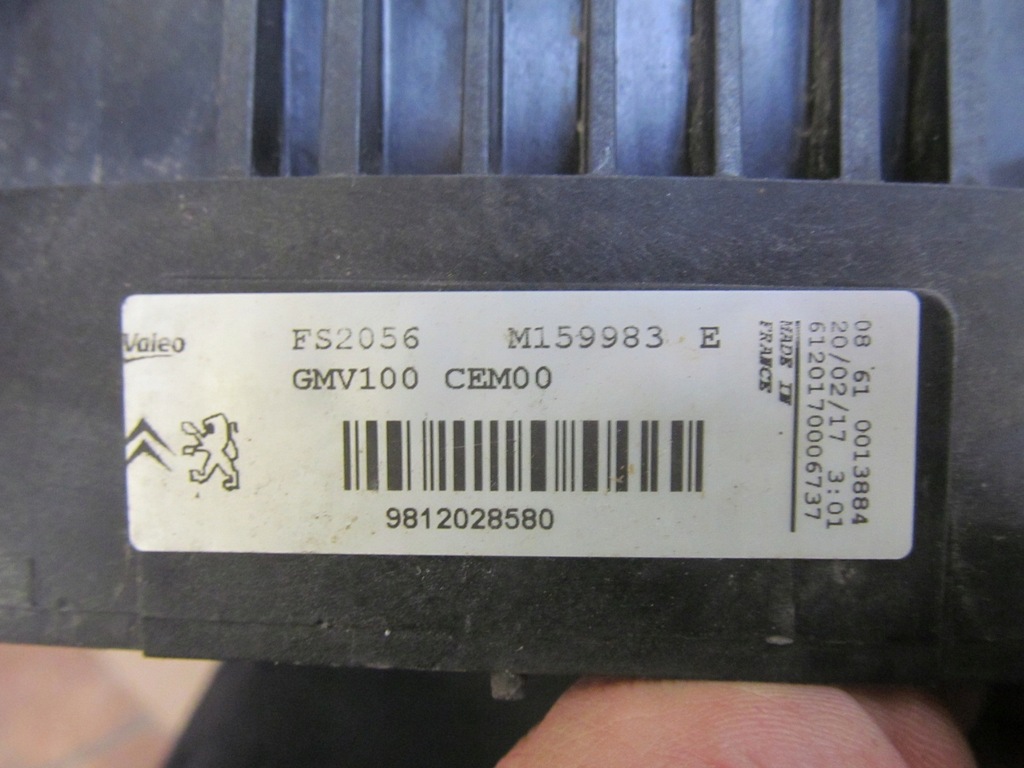 Valeo
FS2056 M159983 E
GMV100 CEM00
9812028580
08 61 0013884
20/02/17 3:01
6120170006737
MADE IN
FRANCE